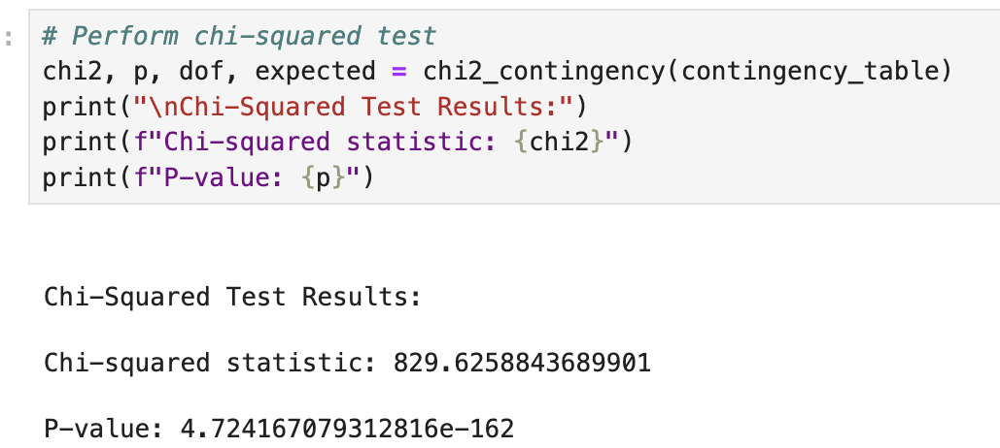 :
# Perform chi-squared test
chi2, p, dof, expected = chi2_contingency(contingency_table)
print("\nChi-Squared Test Results:")
print(f"Chi-squared statistic: {chi2}")
print(f"P-value: {p}")
Chi-Squared Test Results:
Chi-squared statistic: 829.6258843689901
P-value: 4.724167079312816e-162